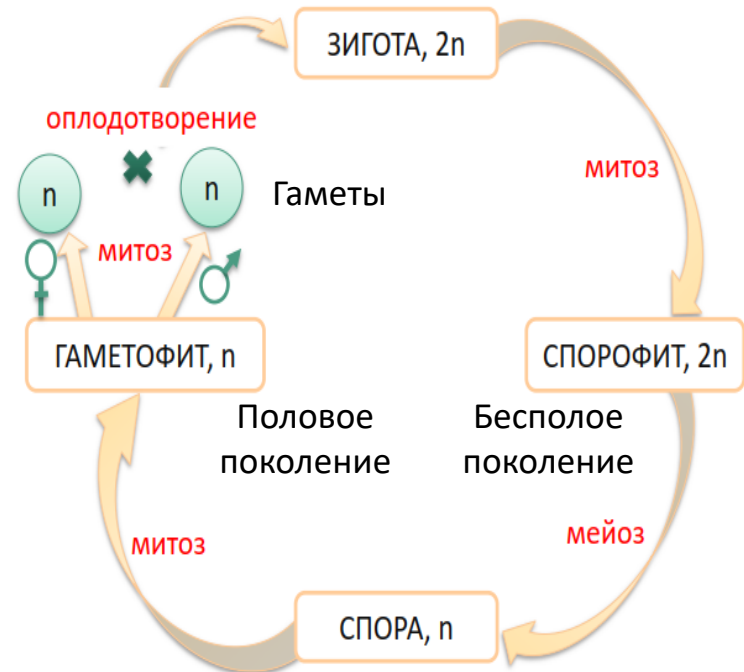 ЗИГОТА, 2n
оплодотворение
митоз
n
n
Гаметы
митоз
ГАМЕТОФИТ, n
СПОРОФИТ, 2n
Половое
поколение
Бесполое
поколение
митоз
мейоз
СПОРА, n